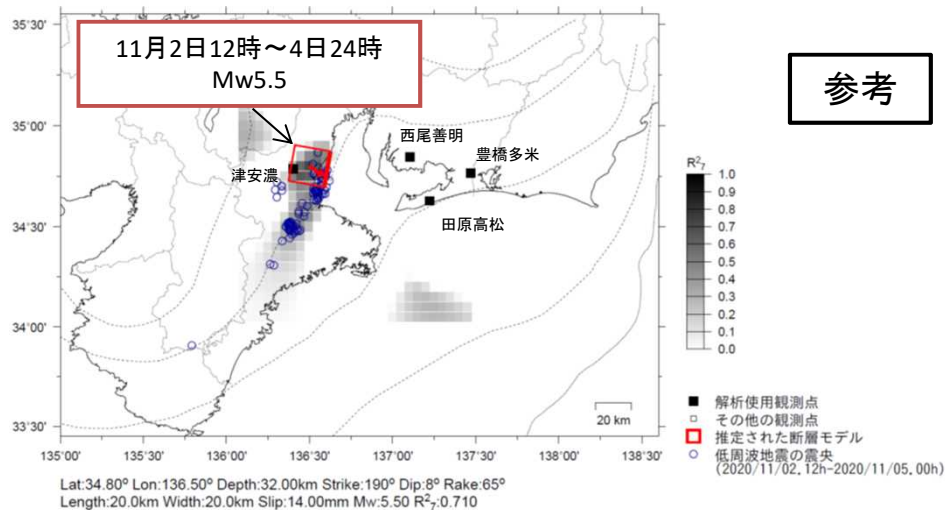 11月2日12時～4日24時
Mw5.5
参考
35°30'
35°00'
34°30'
34°00'
33°30'
135°00'
135°30'
136°00'
136°30'
137°00'
137°30'
138°00'
138°30'
西尾善明
豊橋多米
津安濃
田原高松
20 km
R²₇
1.0
0.9
0.8
0.7
0.6
0.5
0.4
0.3
0.2
0.1
0.0
解析使用観測点
その他の観測点
推定された断層モデル
低周波地震の震央
(2020/11/02.12h-2020/11/05.00h)
Lat:34.80° Lon:136.50° Depth:32.00km Strike:190° Dip:8° Rake:65°
Length:20.0km Width:20.0km Slip:14.00mm Mw:5.50 R²₇:0.710